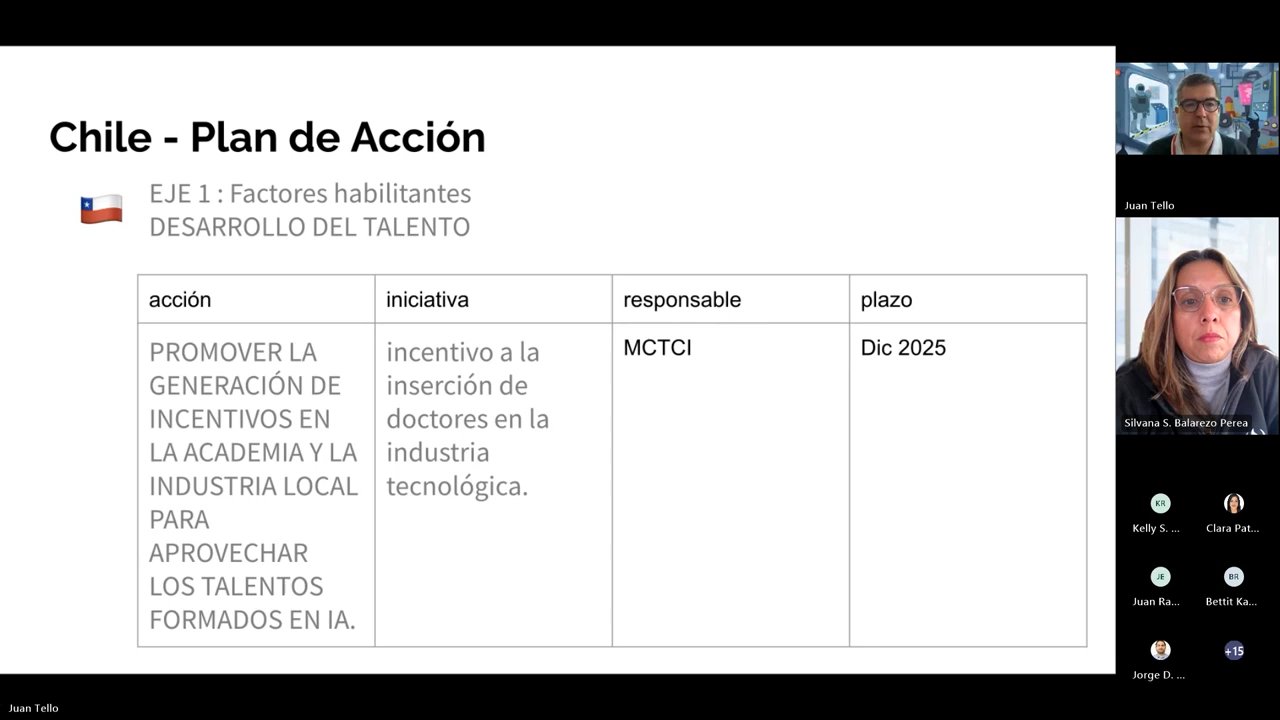 Chile - Plan de Acción
EJE 1 : Factores habilitantes
DESARROLLO DEL TALENTO
acción
iniciativa
responsable
plazo
PROMOVER LA
GENERACIÓN DE
INCENTIVOS EN
LA ACADEMIA Y LA
INDUSTRIA LOCAL
PARA
APROVECHAR
LOS TALENTOS
FORMADOS EN IA.
incentivo a la
inserción de
doctores en la
industria
tecnológica.
MCTCI
Dic 2025
Juan Tello
Silvana S. Balarezo Perea
KR
Kelly S. ...
Clara Pat...
JE
Juan Ra...
BR
Bettit Ka...
Jorge D. ...
+15
Juan Tello